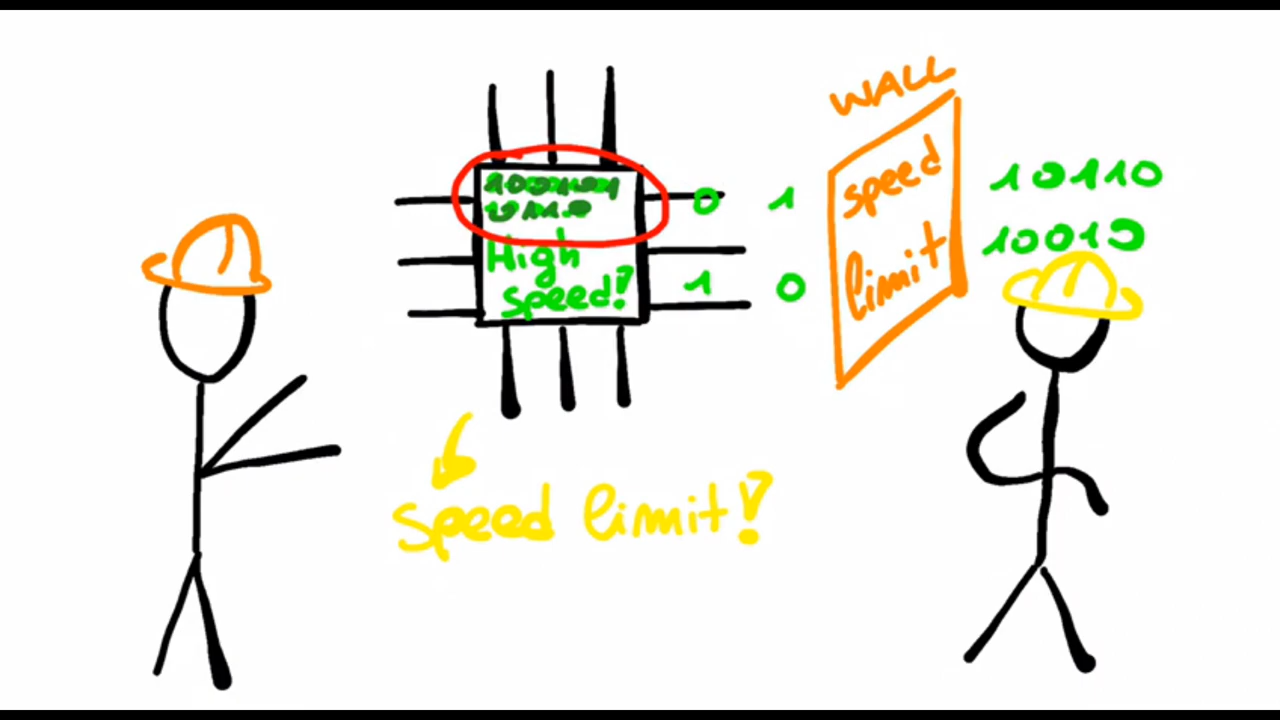 WALL
speed
limit
10110
10010
0 1
1 0
High
speed!
speed limit!